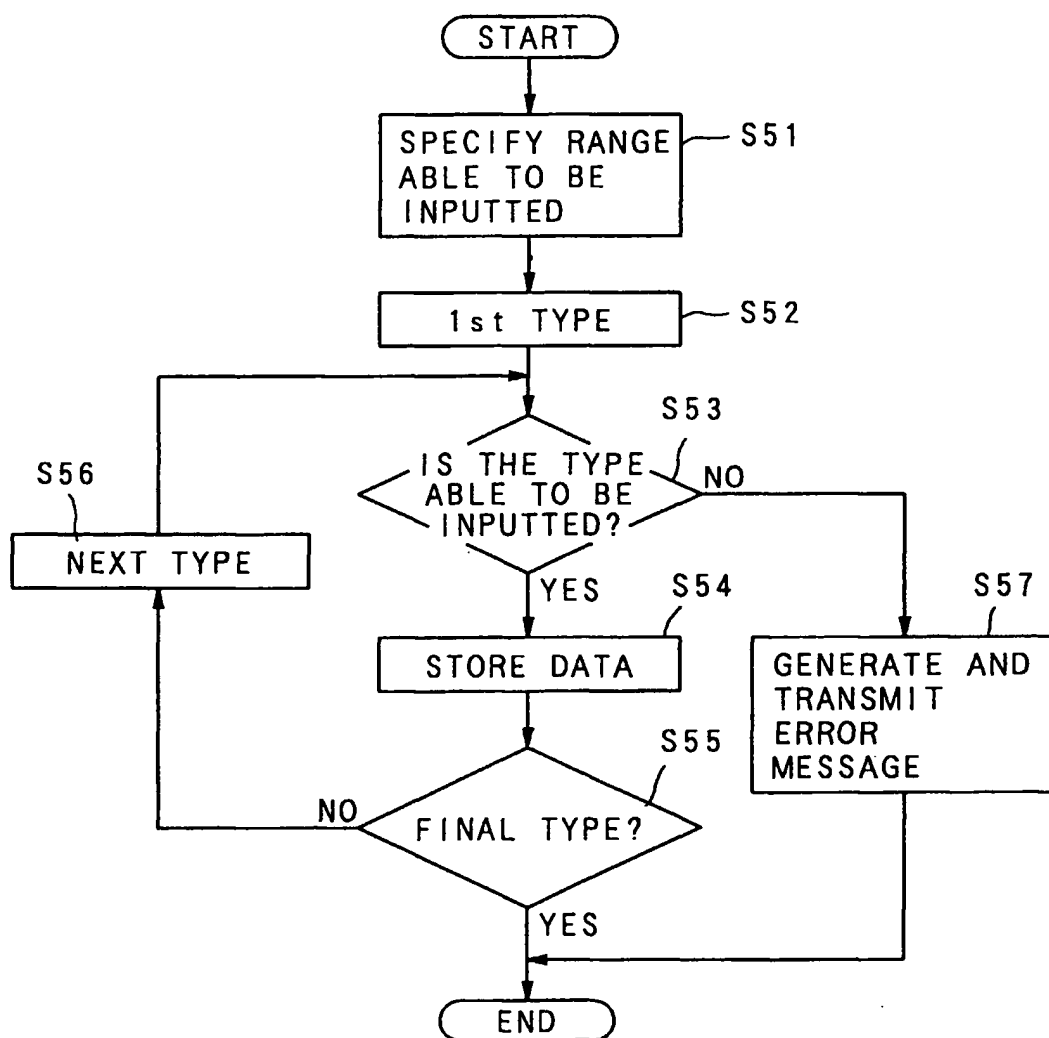 START
SPECIFY RANGE
ABLE TO BE
INPUTTED
S51
1st TYPE
S52
S53
IS THE TYPE
ABLE TO BE
INPUTTED?
NO
YES
S56
NEXT TYPE
S54
STORE DATA
S57
GENERATE AND
TRANSMIT
ERROR
MESSAGE
S55
FINAL TYPE?
NO
YES
END